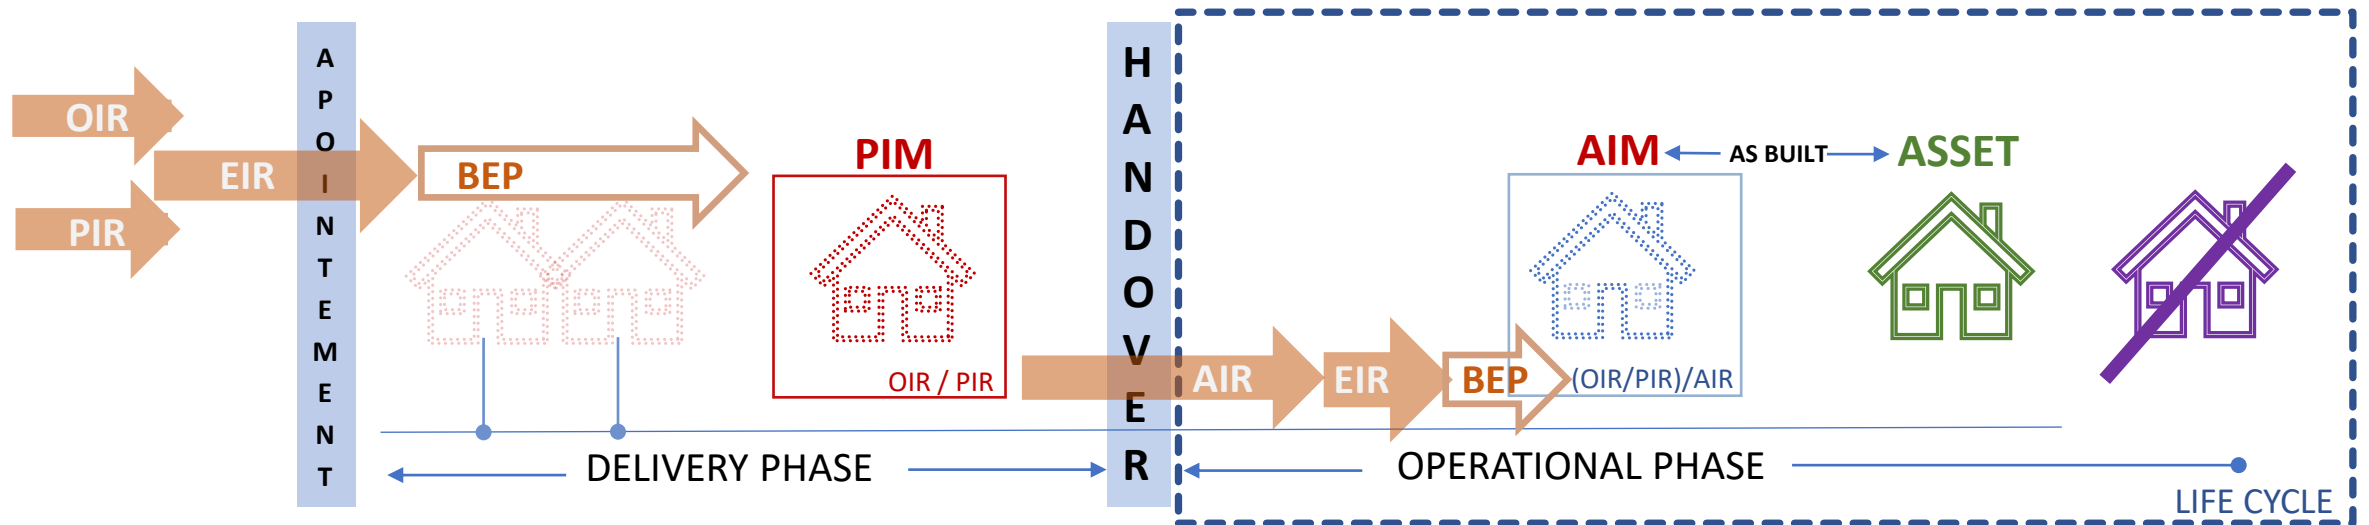 OIR
PIR
EIR
APOINTEMENT
BEP
PIM
OIR / PIR
HANDOVER
AIR
EIR
BEP
AIM
AS BUILT
ASSET
(OIR/PIR)/AIR
DELIVERY PHASE
OPERATIONAL PHASE
LIFE CYCLE